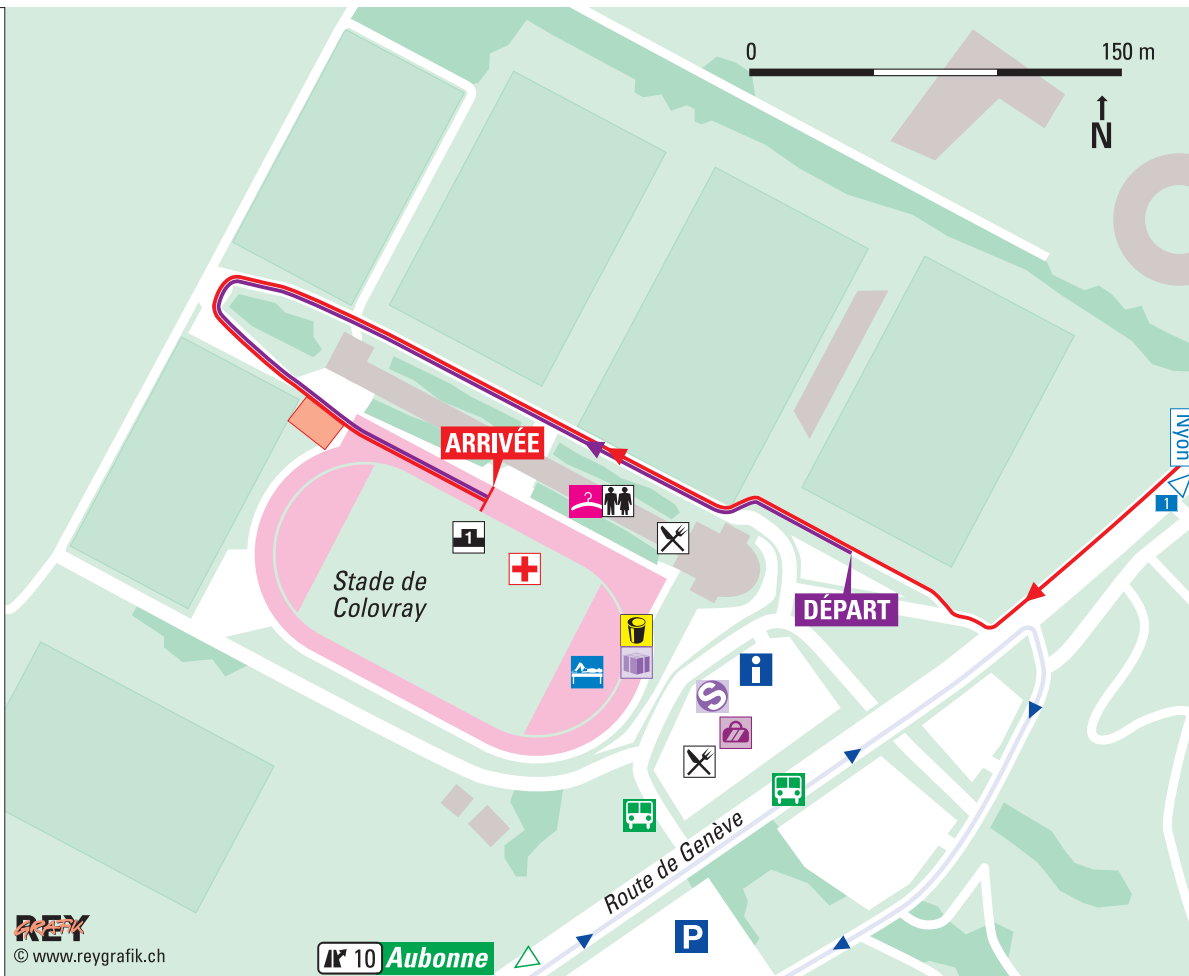 0 150 m
N
ARRIVÉE
Nyon
1
1
Stade de
Colovray
DÉPART
i
S
Route de Genève
P
REY
GRAFIK
© www.reygrafik.ch
10 Aubonne